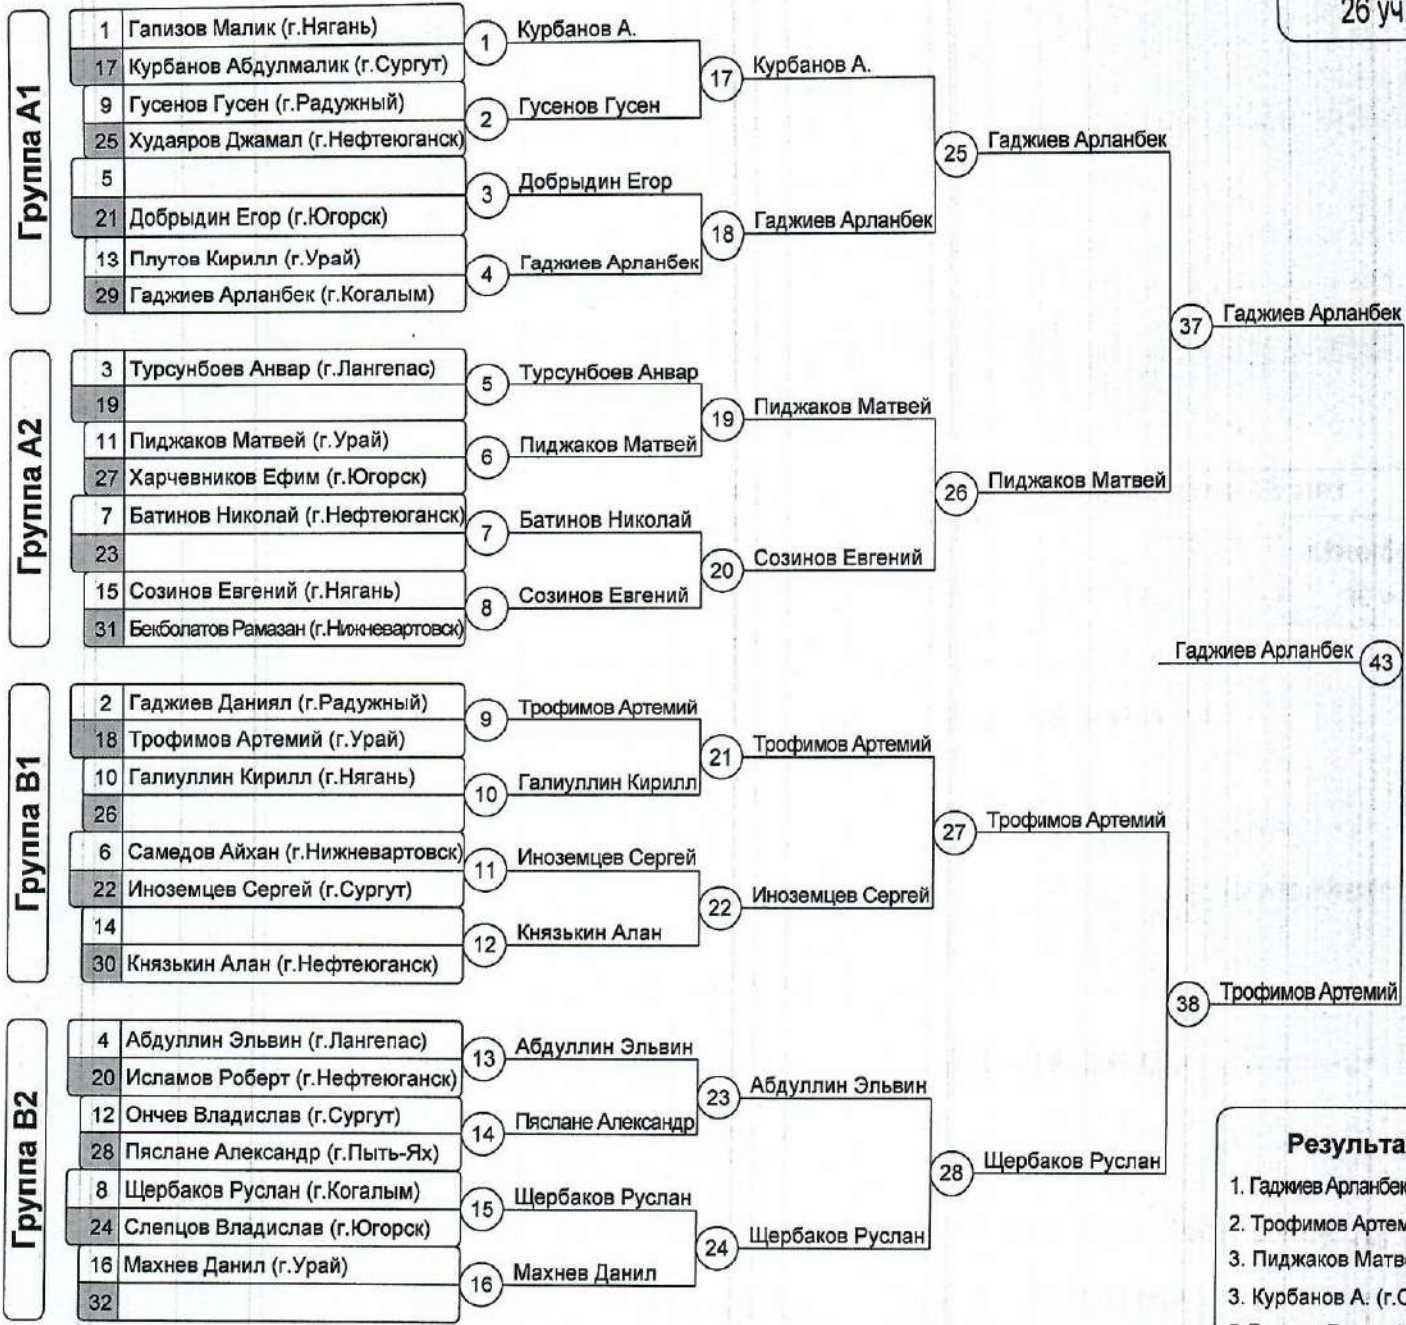 26 уч
Группа А1
1 Гапизов Малик (г.Нягань)
17 Курбанов Абдулмалик (г.Сургут)
9 Гусенов Гусен (г.Радужный)
25 Худаяров Джамал (г.Нефтеюганск)
5
21 Добрыдин Егор (г.Югорск)
13 Плутов Кирилл (г.Урай)
29 Гаджиев Арланбек (г.Когалым)
1 Курбанов А.
2 Гусенов Гусен
3 Добрыдин Егор
4 Гаджиев Арланбек
17 Курбанов А.
18 Гаджиев Арланбек
25 Гаджиев Арланбек
Группа А2
3 Турсунбоев Анвар (г.Лангепас)
19
11 Пиджаков Матвей (г.Урай)
27 Харчевников Ефим (г.Югорск)
7 Батинов Николай (г.Нефтеюганск)
23
15 Созинов Евгений (г.Нягань)
31 Бекболатов Рамазан (г.Нижневартовск)
5 Турсунбоев Анвар
6 Пиджаков Матвей
7 Батинов Николай
8 Созинов Евгений
19 Пиджаков Матвей
20 Созинов Евгений
26 Пиджаков Матвей
37 Гаджиев Арланбек
Гаджиев Арланбек 43
Группа В1
2 Гаджиев Даниял (г.Радужный)
18 Трофимов Артемий (г.Урай)
10 Галиуллин Кирилл (г.Нягань)
26
6 Самедов Айхан (г.Нижневартовск)
22 Иноземцев Сергей (г.Сургут)
14
30 Князькин Алан (г.Нефтеюганск)
9 Трофимов Артемий
10 Галиуллин Кирилл
11 Иноземцев Сергей
12 Князькин Алан
21 Трофимов Артемий
22 Иноземцев Сергей
27 Трофимов Артемий
38 Трофимов Артемий
Группа В2
4 Абдуллин Эльвин (г.Лангепас)
20 Исламов Роберт (г.Нефтеюганск)
12 Ончев Владислав (г.Сургут)
28 Пяслане Александр (г.Пыть-Ях)
8 Щербаков Руслан (г.Когалым)
24 Слепцов Владислав (г.Югорск)
16 Махнев Данил (г.Урай)
32
13 Абдуллин Эльвин
14 Пяслане Александр
15 Щербаков Руслан
16 Махнев Данил
23 Абдуллин Эльвин
24 Щербаков Руслан
28 Щербаков Руслан
Результа
1. Гаджиев Арланбек
2. Трофимов Артем
3. Пиджаков Матв
3. Курбанов А. (г.С